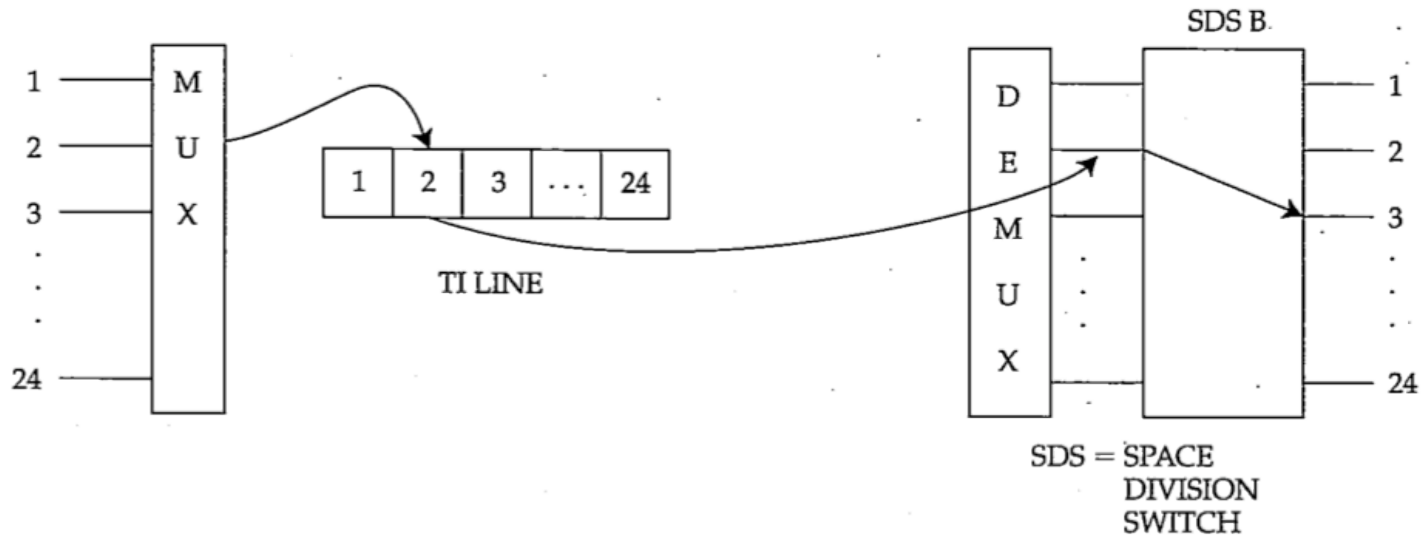 SDS B
1
2
3
.
.
.
24
M
U
X
1 2 3 ... 24
TI LINE
D
E
M
U
X
.
.
.
1
2
3
.
.
.
24
SDS = SPACE
DIVISION
SWITCH